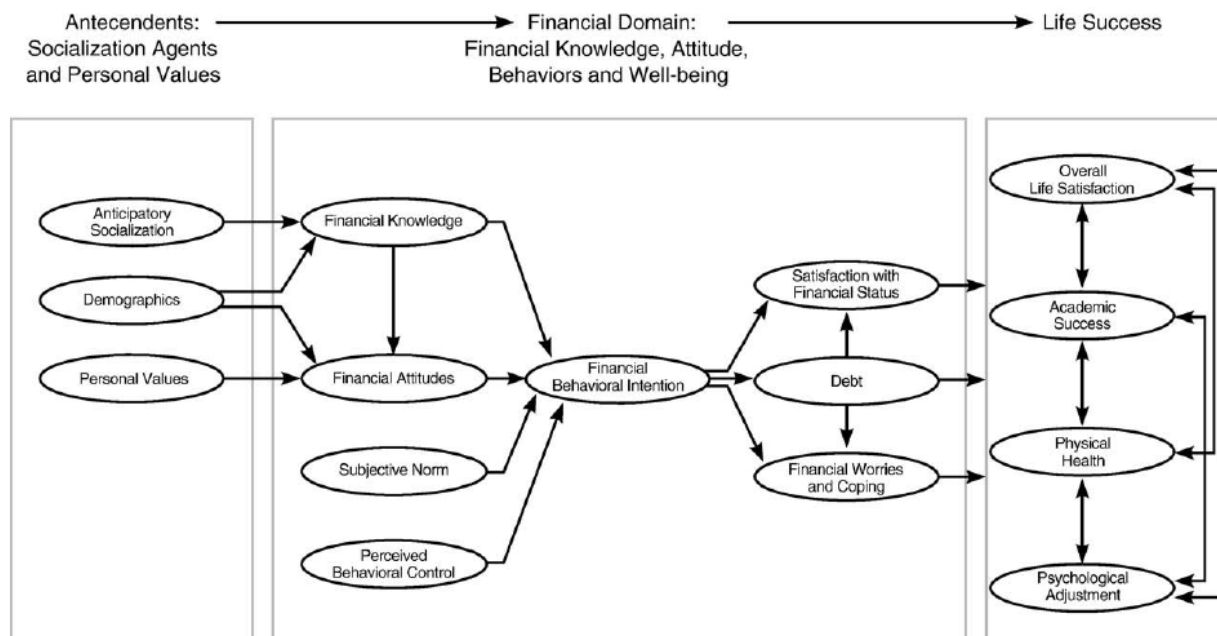 Antecendents:
Socialization Agents
and Personal Values
Financial Domain:
Financial Knowledge, Attitude,
Behaviors and Well-being
Life Success
Anticipatory
Socialization
Demographics
Personal Values
Financial Knowledge
Financial Attitudes
Subjective Norm
Perceived
Behavioral Control
Financial
Behavioral Intention
Satisfaction with
Financial Status
Debt
Financial Worries
and Coping
Overall
Life Satisfaction
Academic
Success
Physical
Health
Psychological
Adjustment